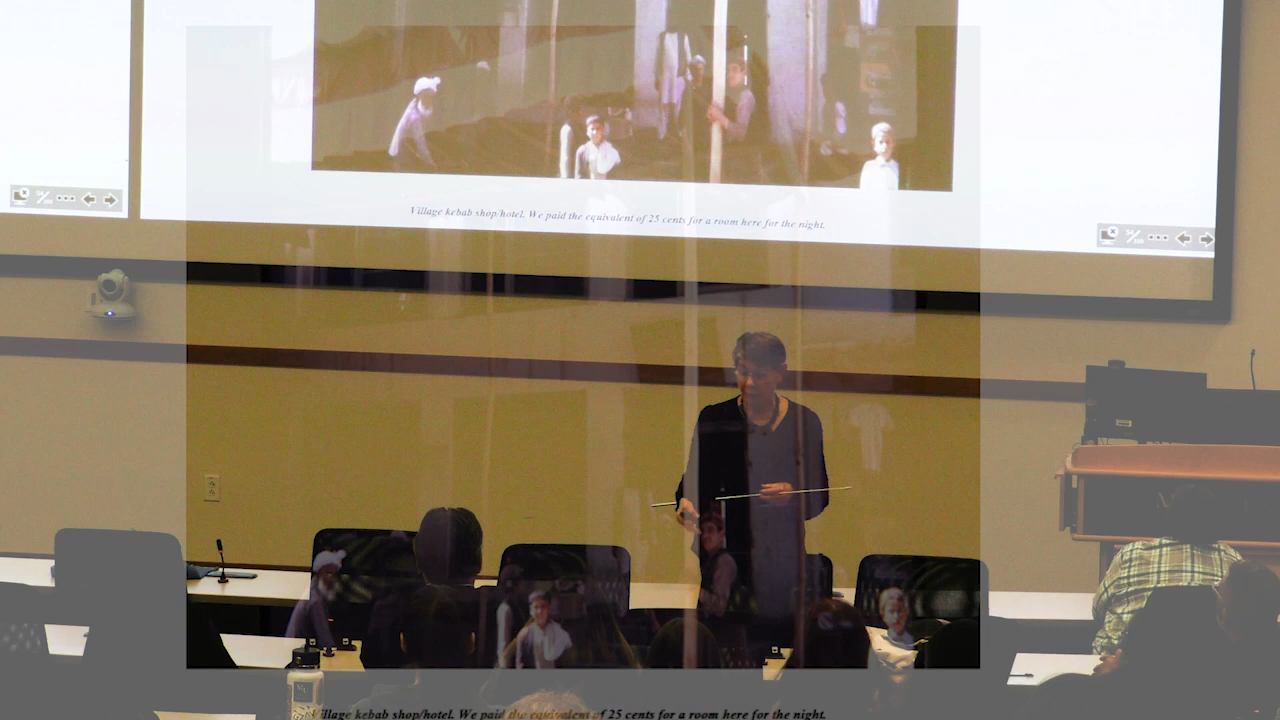 Village kebab shop/hotel. We paid the equivalent of 25 cents for a room here for the night.
Village kebab shop/hotel. We paid the equivalent of 25 cents for a room here for the night.